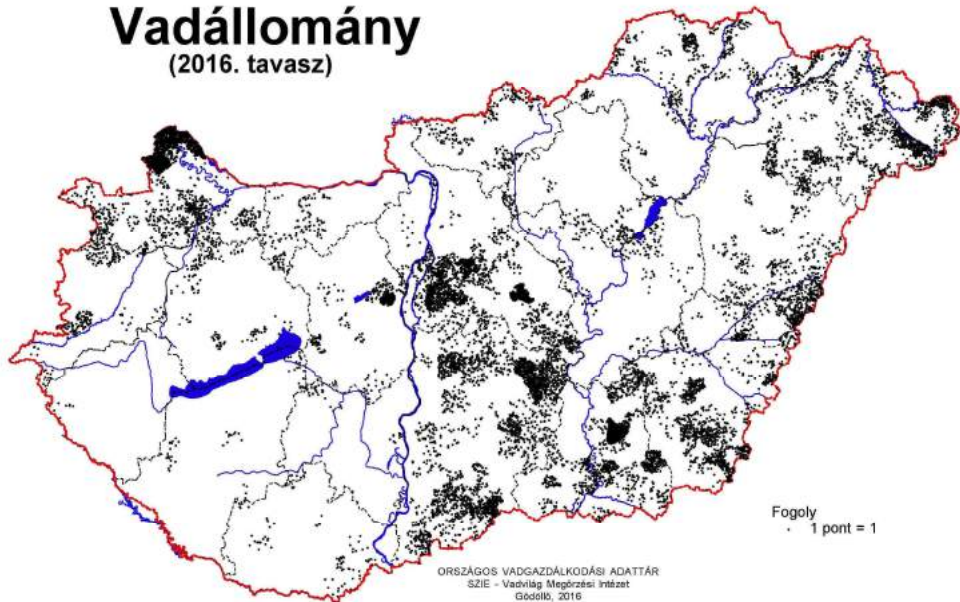 Vadállomány
(2016. tavasz)
Fogoly
1 pont = 1
ORSZÁGOS VADGAZDÁLKODÁSI ADATTÁR
SZIE - Vadvilág Megőrzési Intézet
Gödöllő, 2016